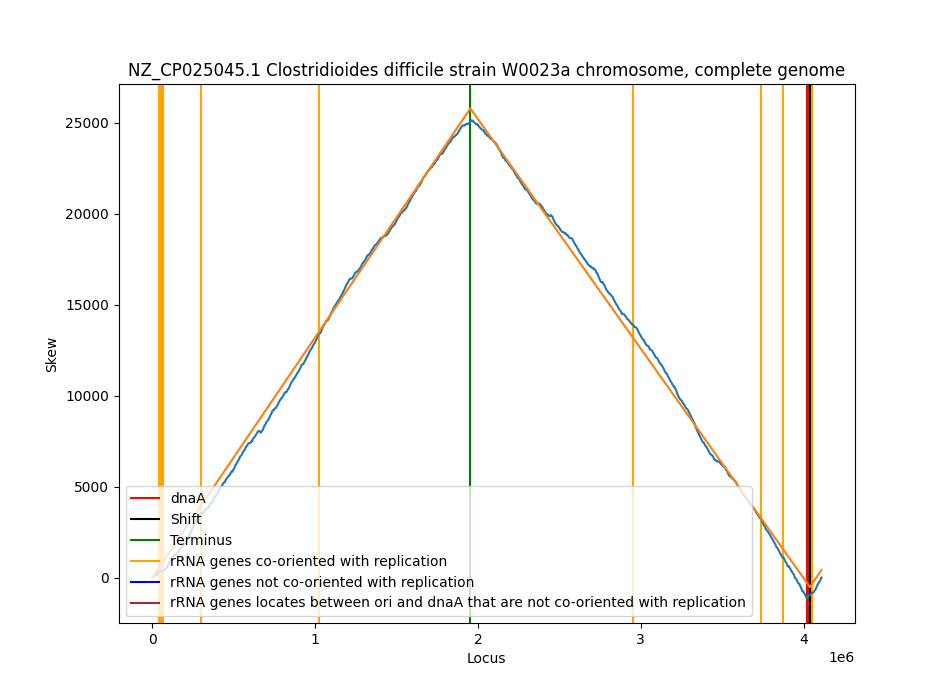 NZ_CP025045.1 Clostridioides difficile strain W0023a chromosome, complete genome
25000
20000
15000
10000
5000
0
Skew
dnaA
Shift
Terminus
rRNA genes co-oriented with replication
rRNA genes not co-oriented with replication
rRNA genes locates between ori and dnaA that are not co-oriented with replication
0 1 2 3 4
1e6
Locus